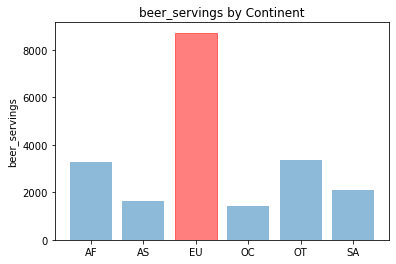 beer_servings by Continent
beer_servings
8000
6000
4000
2000
0
AF AS EU OC OT SA